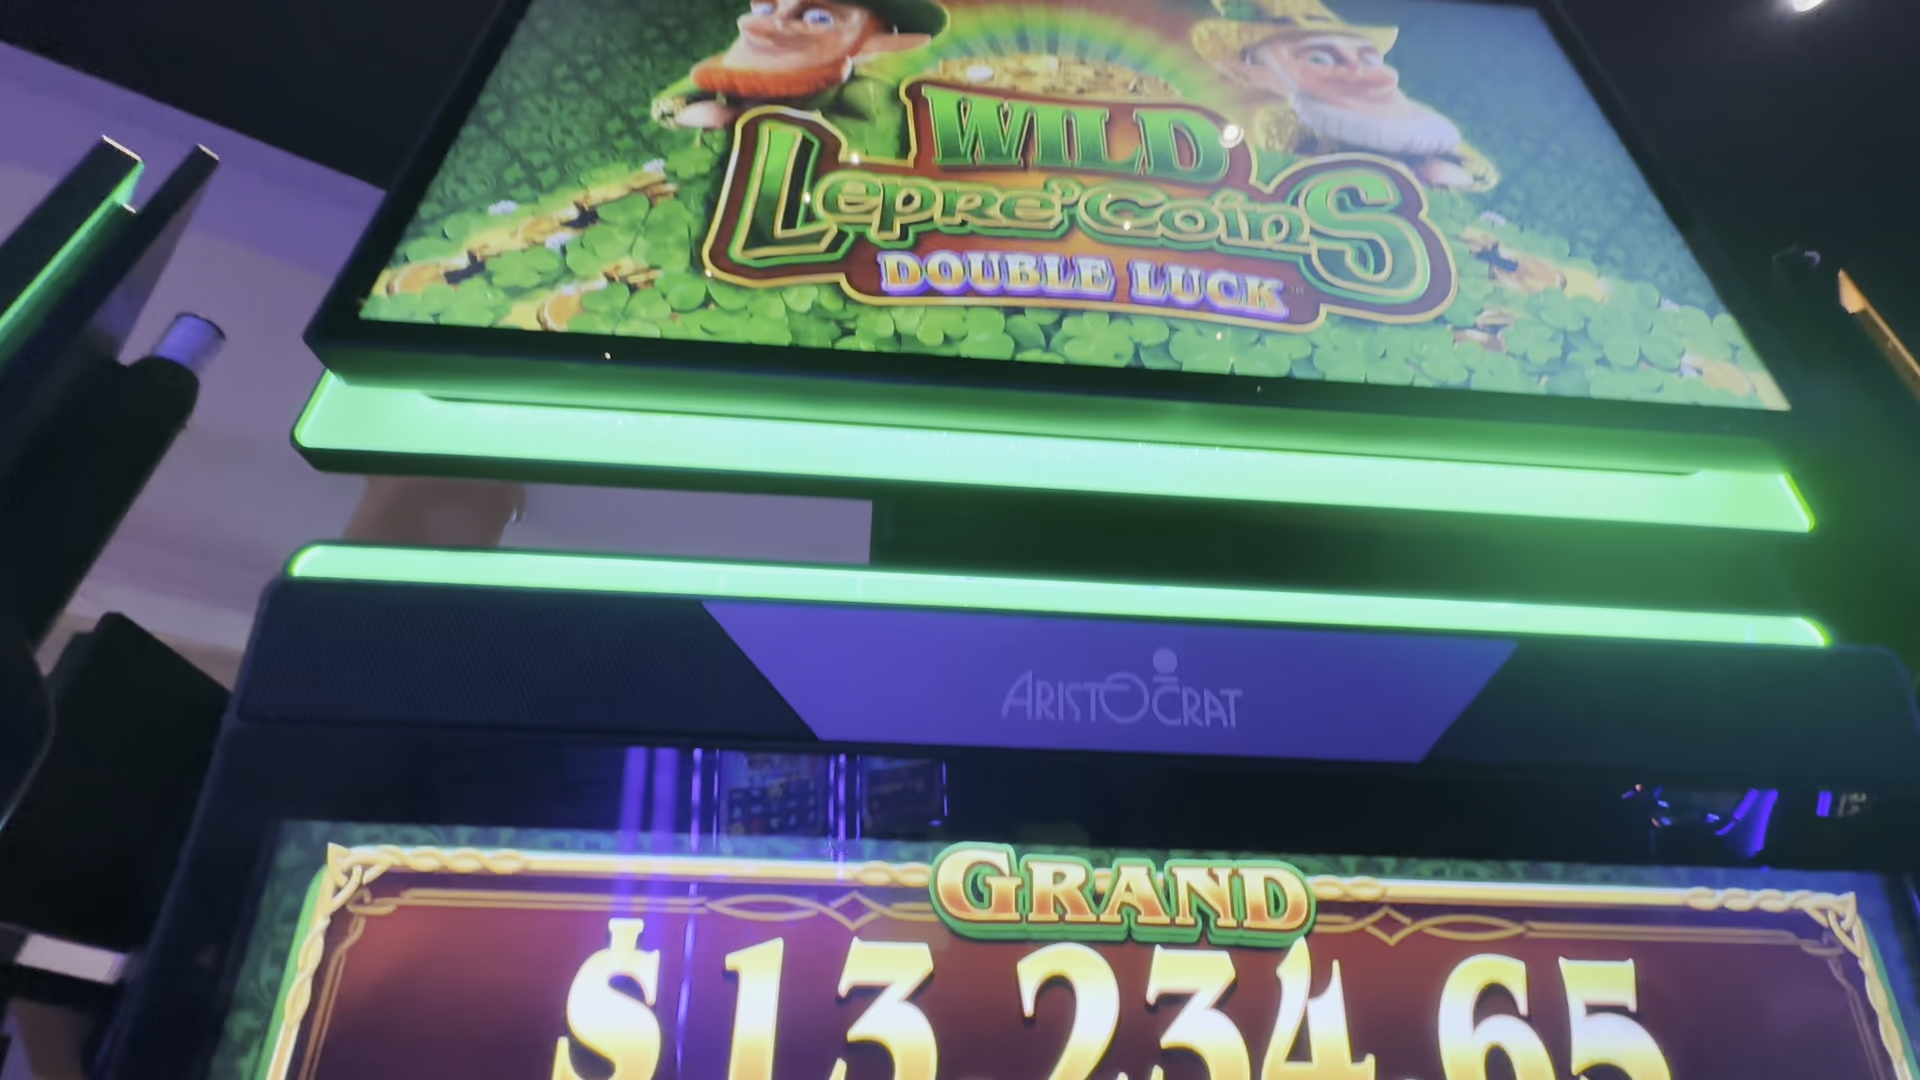 WILD
Lepre'Coins
DOUBLE LUCK
ARISTOCRAT
GRAND
$13,234.65